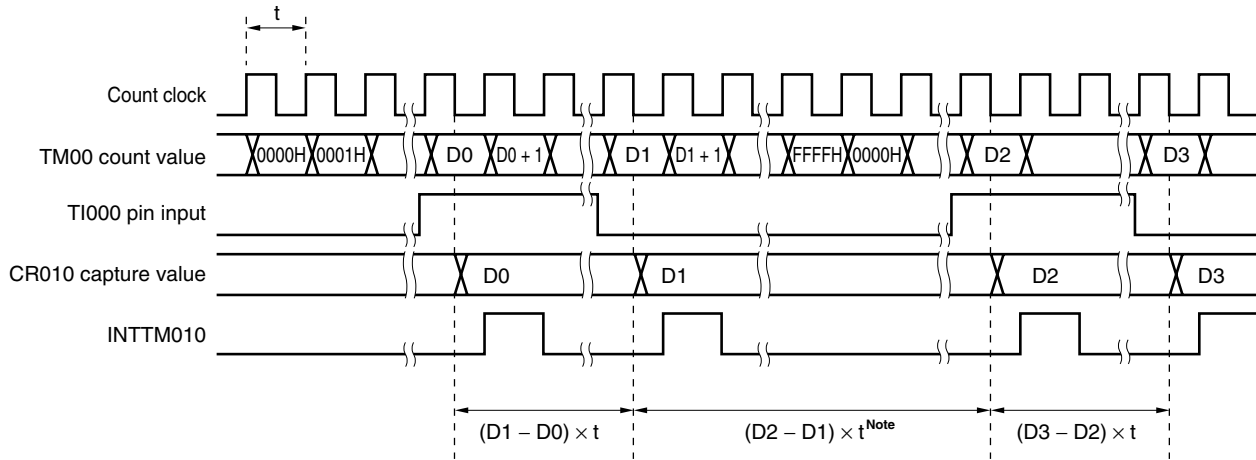 t
Count clock
TM00 count value
0000H 0001H D0 D0 + 1 D1 D1 + 1 FFFFH 0000H D2 D3
TI000 pin input
CR010 capture value
D0 D1 D2 D3
INTTM010
(D1 – D0) × t (D2 – D1) × t Note (D3 – D2) × t